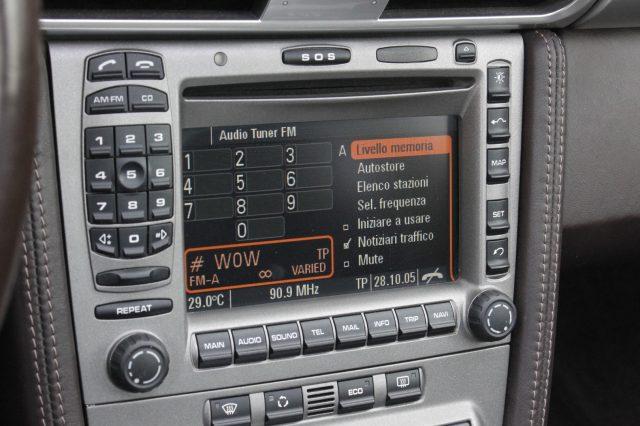 SOS
AM FM
CD
1 2 3
4 5 6
7 8 9
0
REPEAT
Audio Tuner FM
1 2 3
4 5 6
7 8 9
0
A Livello memoria
Autostore
Elenco stazioni
Sel. frequenza
Iniziare a usare
Notiziari traffico
Mute
# WOW TP
FM-A ∞ VARIED
29.0°C 90.9 MHz TP 28.10.05
MAP
SET
MAIN AUDIO SOUND TEL MAIL INFO TRIP NAVI
ECO